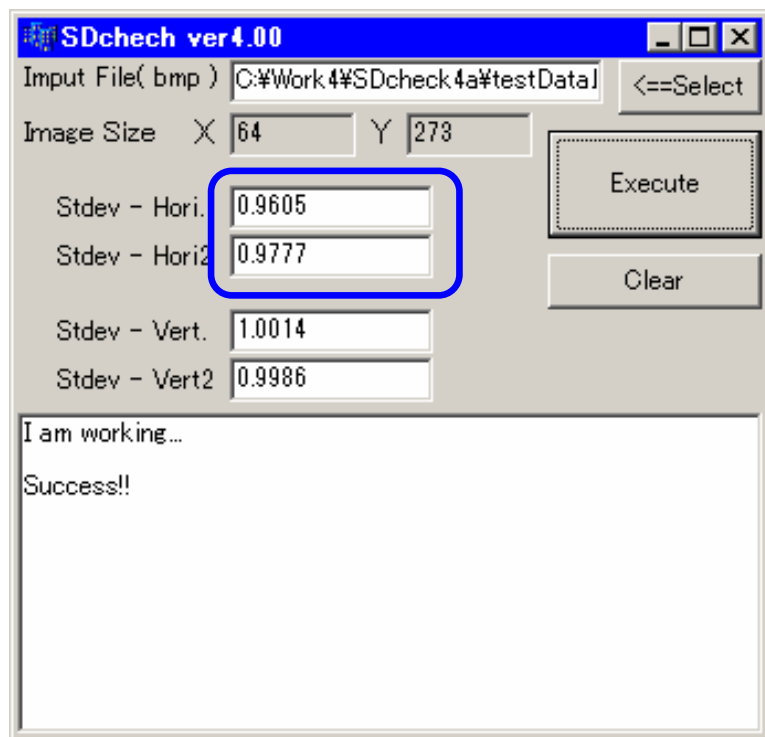 SDchech ver4.00
Imput File( bmp ) C:¥Work4¥SDcheck4a¥testData1 <==Select
Image Size X 64 Y 273
Execute
Stdev - Hori. 0.9605
Stdev - Hori2 0.9777
Clear
Stdev - Vert. 1.0014
Stdev - Vert2 0.9986
I am working...
Success!!